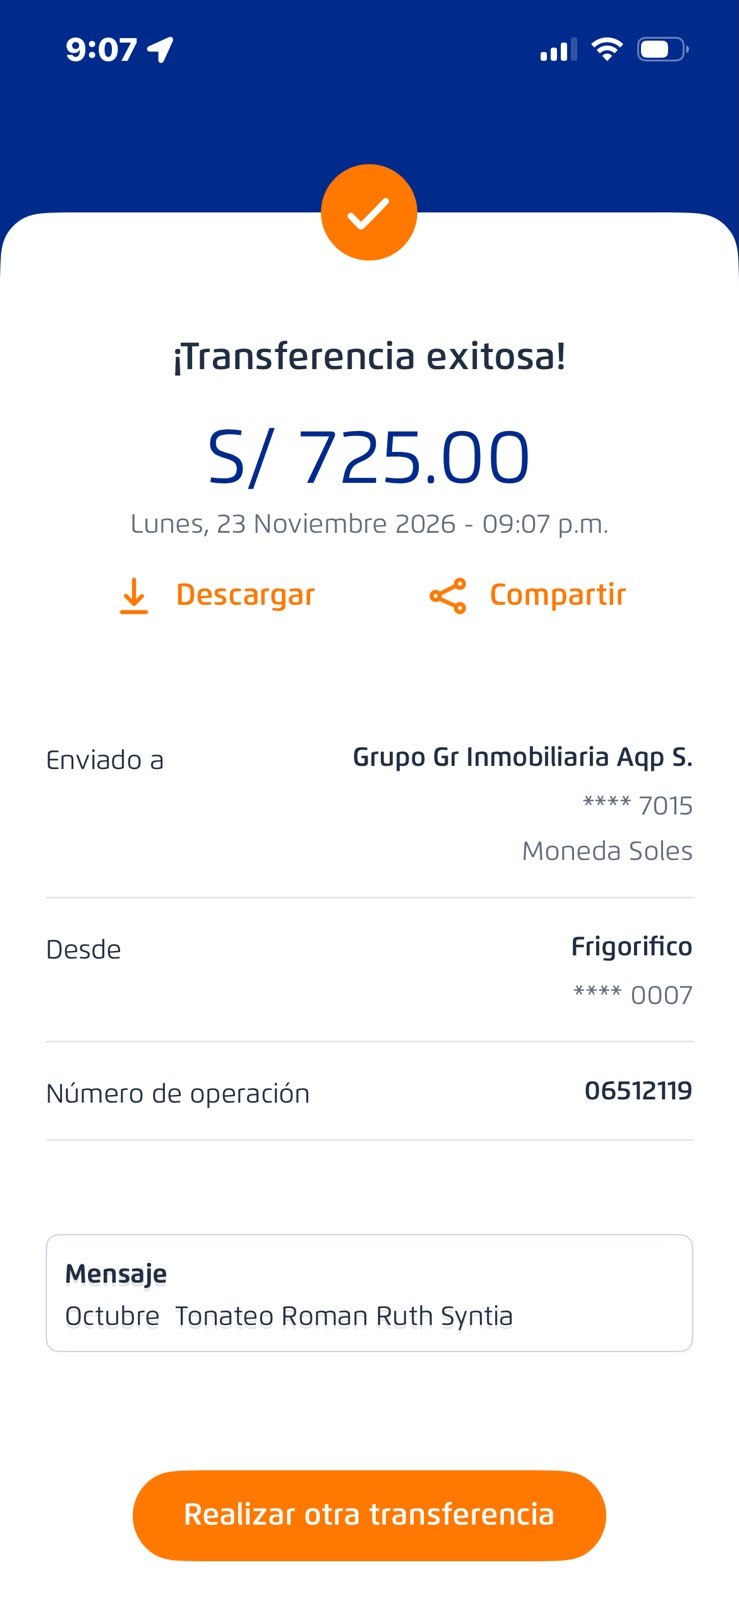 9:07
¡Transferencia exitosa!
S/ 725.00
Lunes, 23 Noviembre 2026 - 09:07 p.m.
Descargar Compartir
Enviado a Grupo Gr Inmobiliaria Aqp S.
**** 7015
Moneda Soles
Desde Frigorifico
**** 0007
Número de operación 06512119
Mensaje
Octubre  Tonateo Roman Ruth Syntia
Realizar otra transferencia